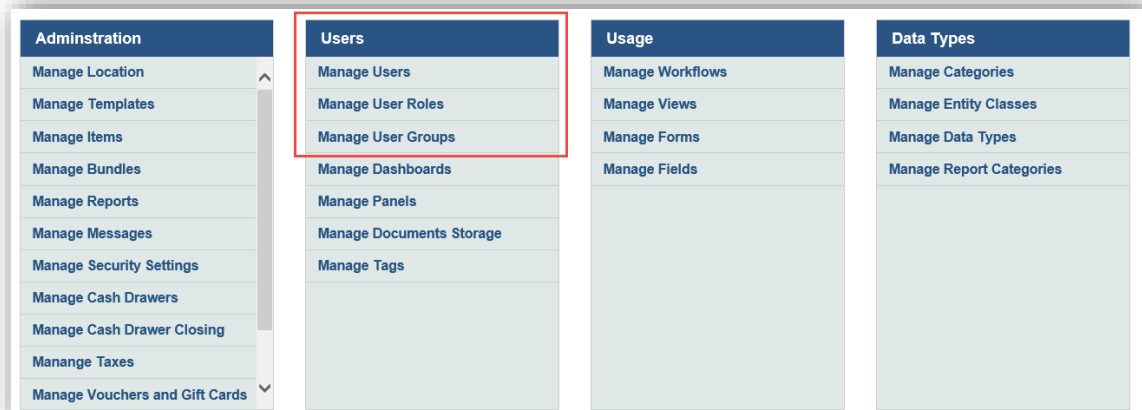 Adminstration
Manage Location
Manage Templates
Manage Items
Manage Bundles
Manage Reports
Manage Messages
Manage Security Settings
Manage Cash Drawers
Manage Cash Drawer Closing
Manange Taxes
Manage Vouchers and Gift Cards
Users
Manage Users
Manage User Roles
Manage User Groups
Manage Dashboards
Manage Panels
Manage Documents Storage
Manage Tags
Usage
Manage Workflows
Manage Views
Manage Forms
Manage Fields
Data Types
Manage Categories
Manage Entity Classes
Manage Data Types
Manage Report Categories